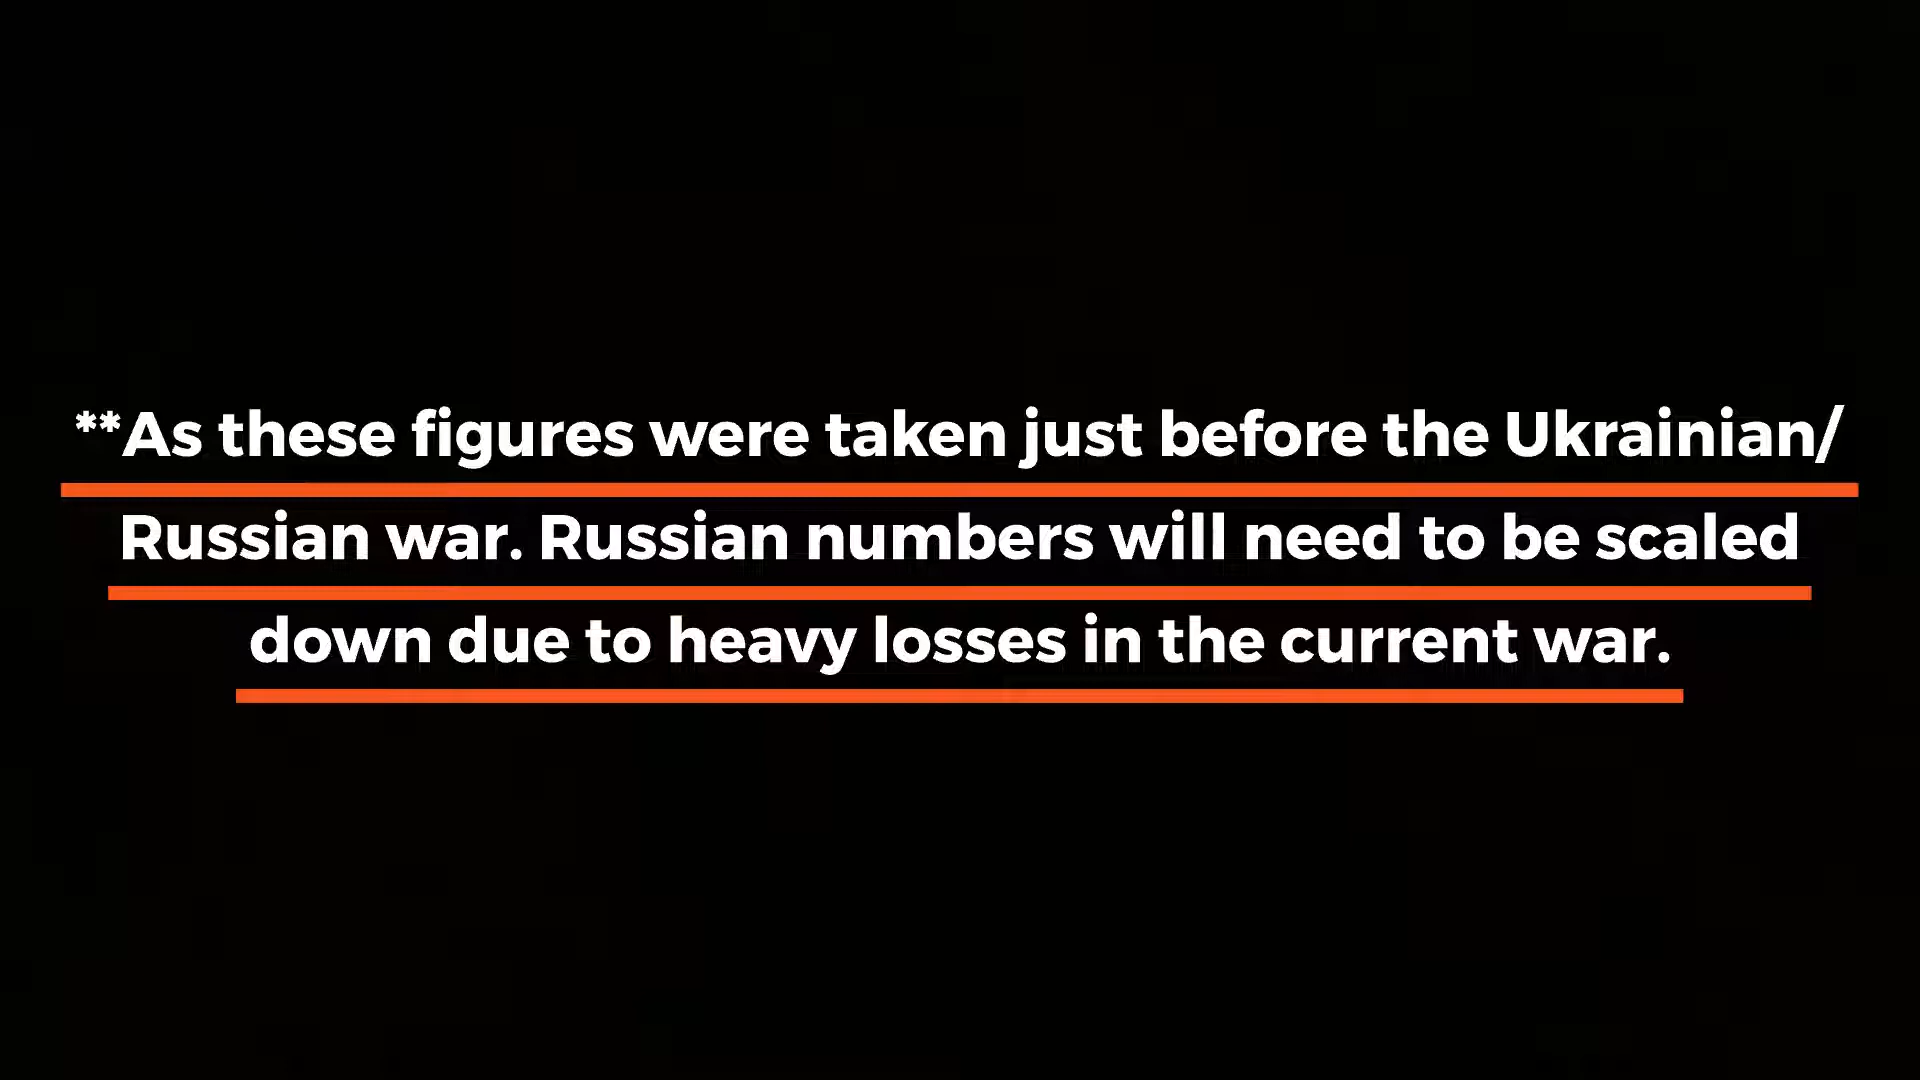 **As these figures were taken just before the Ukrainian/
Russian war. Russian numbers will need to be scaled
down due to heavy losses in the current war.